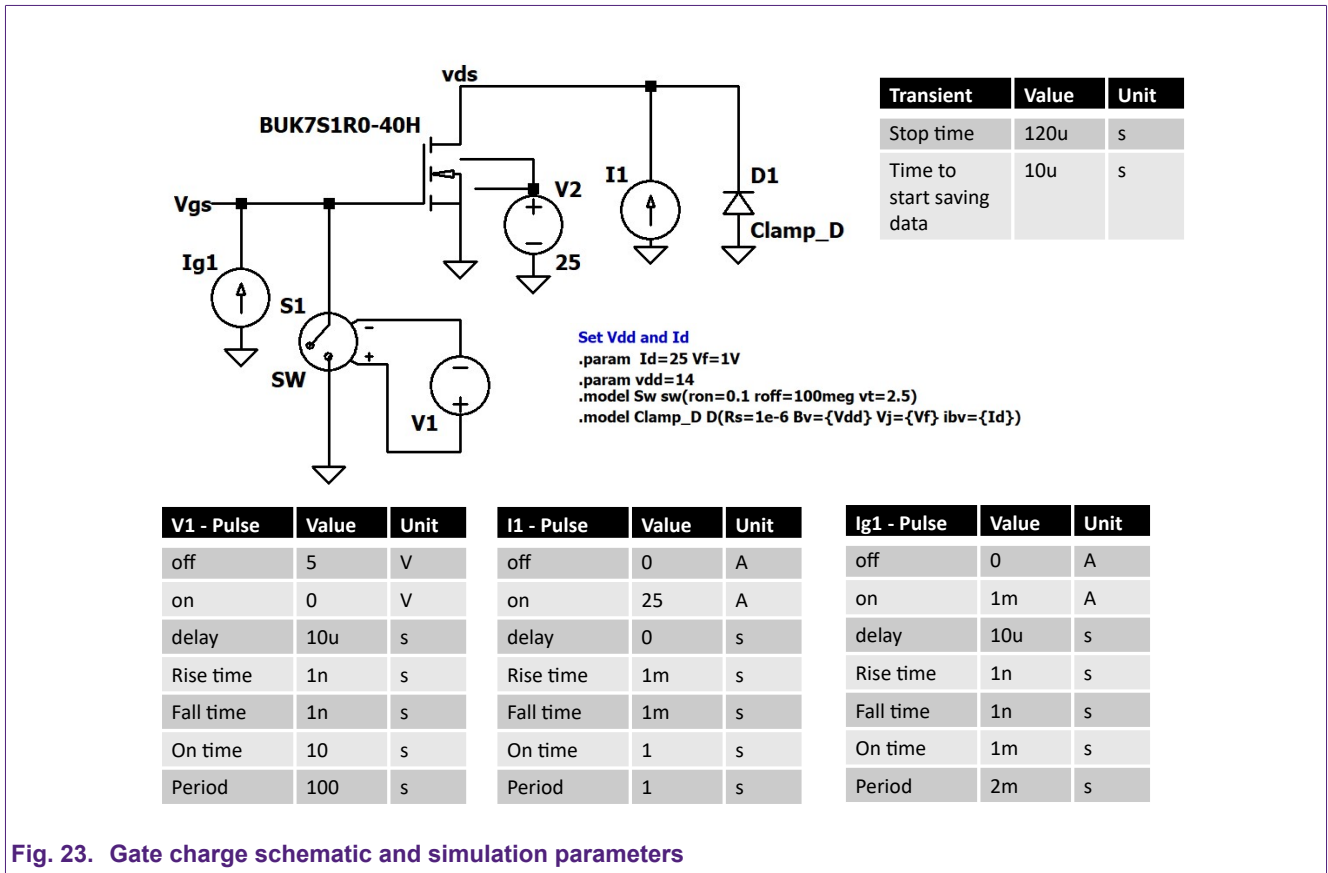 vds
BUK7S1R0-40H
V2
25
I1
D1
Clamp_D
Vgs
Ig1
S1
SW
V1
Transient Value Unit
Stop time 120u s
Time to start saving data 10u s
Set Vdd and Id
.param Id=25 Vf=1V
.param vdd=14
.model Sw sw(ron=0.1 roff=100meg vt=2.5)
.model Clamp_D D(Rs=1e-6 Bv={Vdd} Vj={Vf} ibv={Id})
V1 - Pulse Value Unit
off 5 V
on 0 V
delay 10u s
Rise time 1n s
Fall time 1n s
On time 10 s
Period 100 s
I1 - Pulse Value Unit
off 0 A
on 25 A
delay 0 s
Rise time 1m s
Fall time 1m s
On time 1 s
Period 1 s
Ig1 - Pulse Value Unit
off 0 A
on 1m A
delay 10u s
Rise time 1n s
Fall time 1n s
On time 1m s
Period 2m s
Fig. 23. Gate charge schematic and simulation parameters